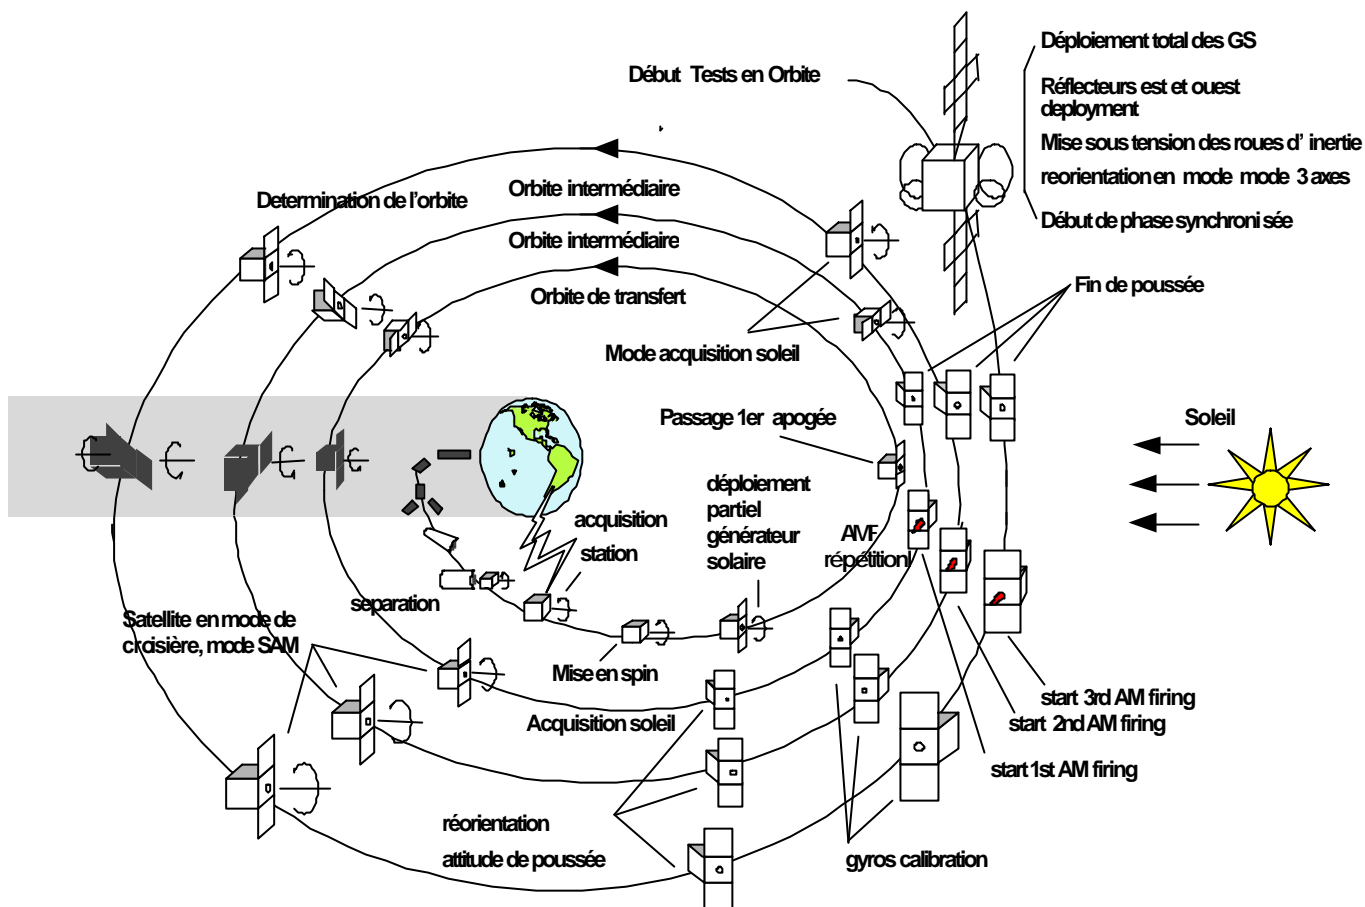 Déploiement total des GS
Début Tests en Orbite
Réflecteurs est et ouest
deployment
Mise sous tension des roues d' inertie
reorientation en mode mode 3 axes
Début de phase synchroni sée
Orbite intermédiaire
Determination de l'orbite
Orbite intermédiaire
Orbite de transfert
Fin de poussée
Mode acquisition soleil
Passage 1er apogée
Soleil
déploiement
partiel
générateur
solaire
acquisition
station
AMF
répétition!
separation
Satellite en mode de
croisière, mode SAM
Mise en spin
Acquisition soleil
start 3rd AM firing
start 2nd AM firing
start 1st AM firing
réorientation
attitude de poussée
gyros calibration